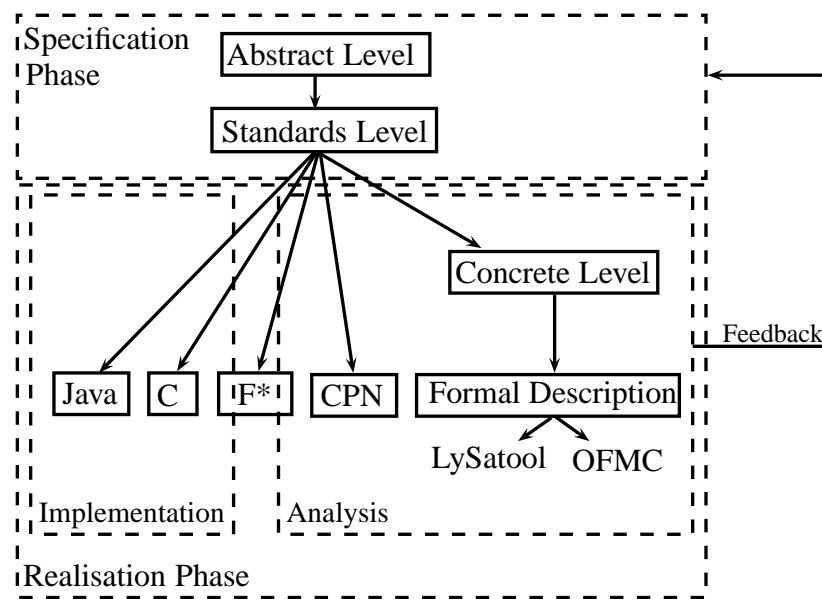 Specification
Phase
Abstract Level
Standards Level
Concrete Level
Feedback
Java
C
F*
CPN
Formal Description
LySatool
OFMC
Implementation
Analysis
Realisation Phase